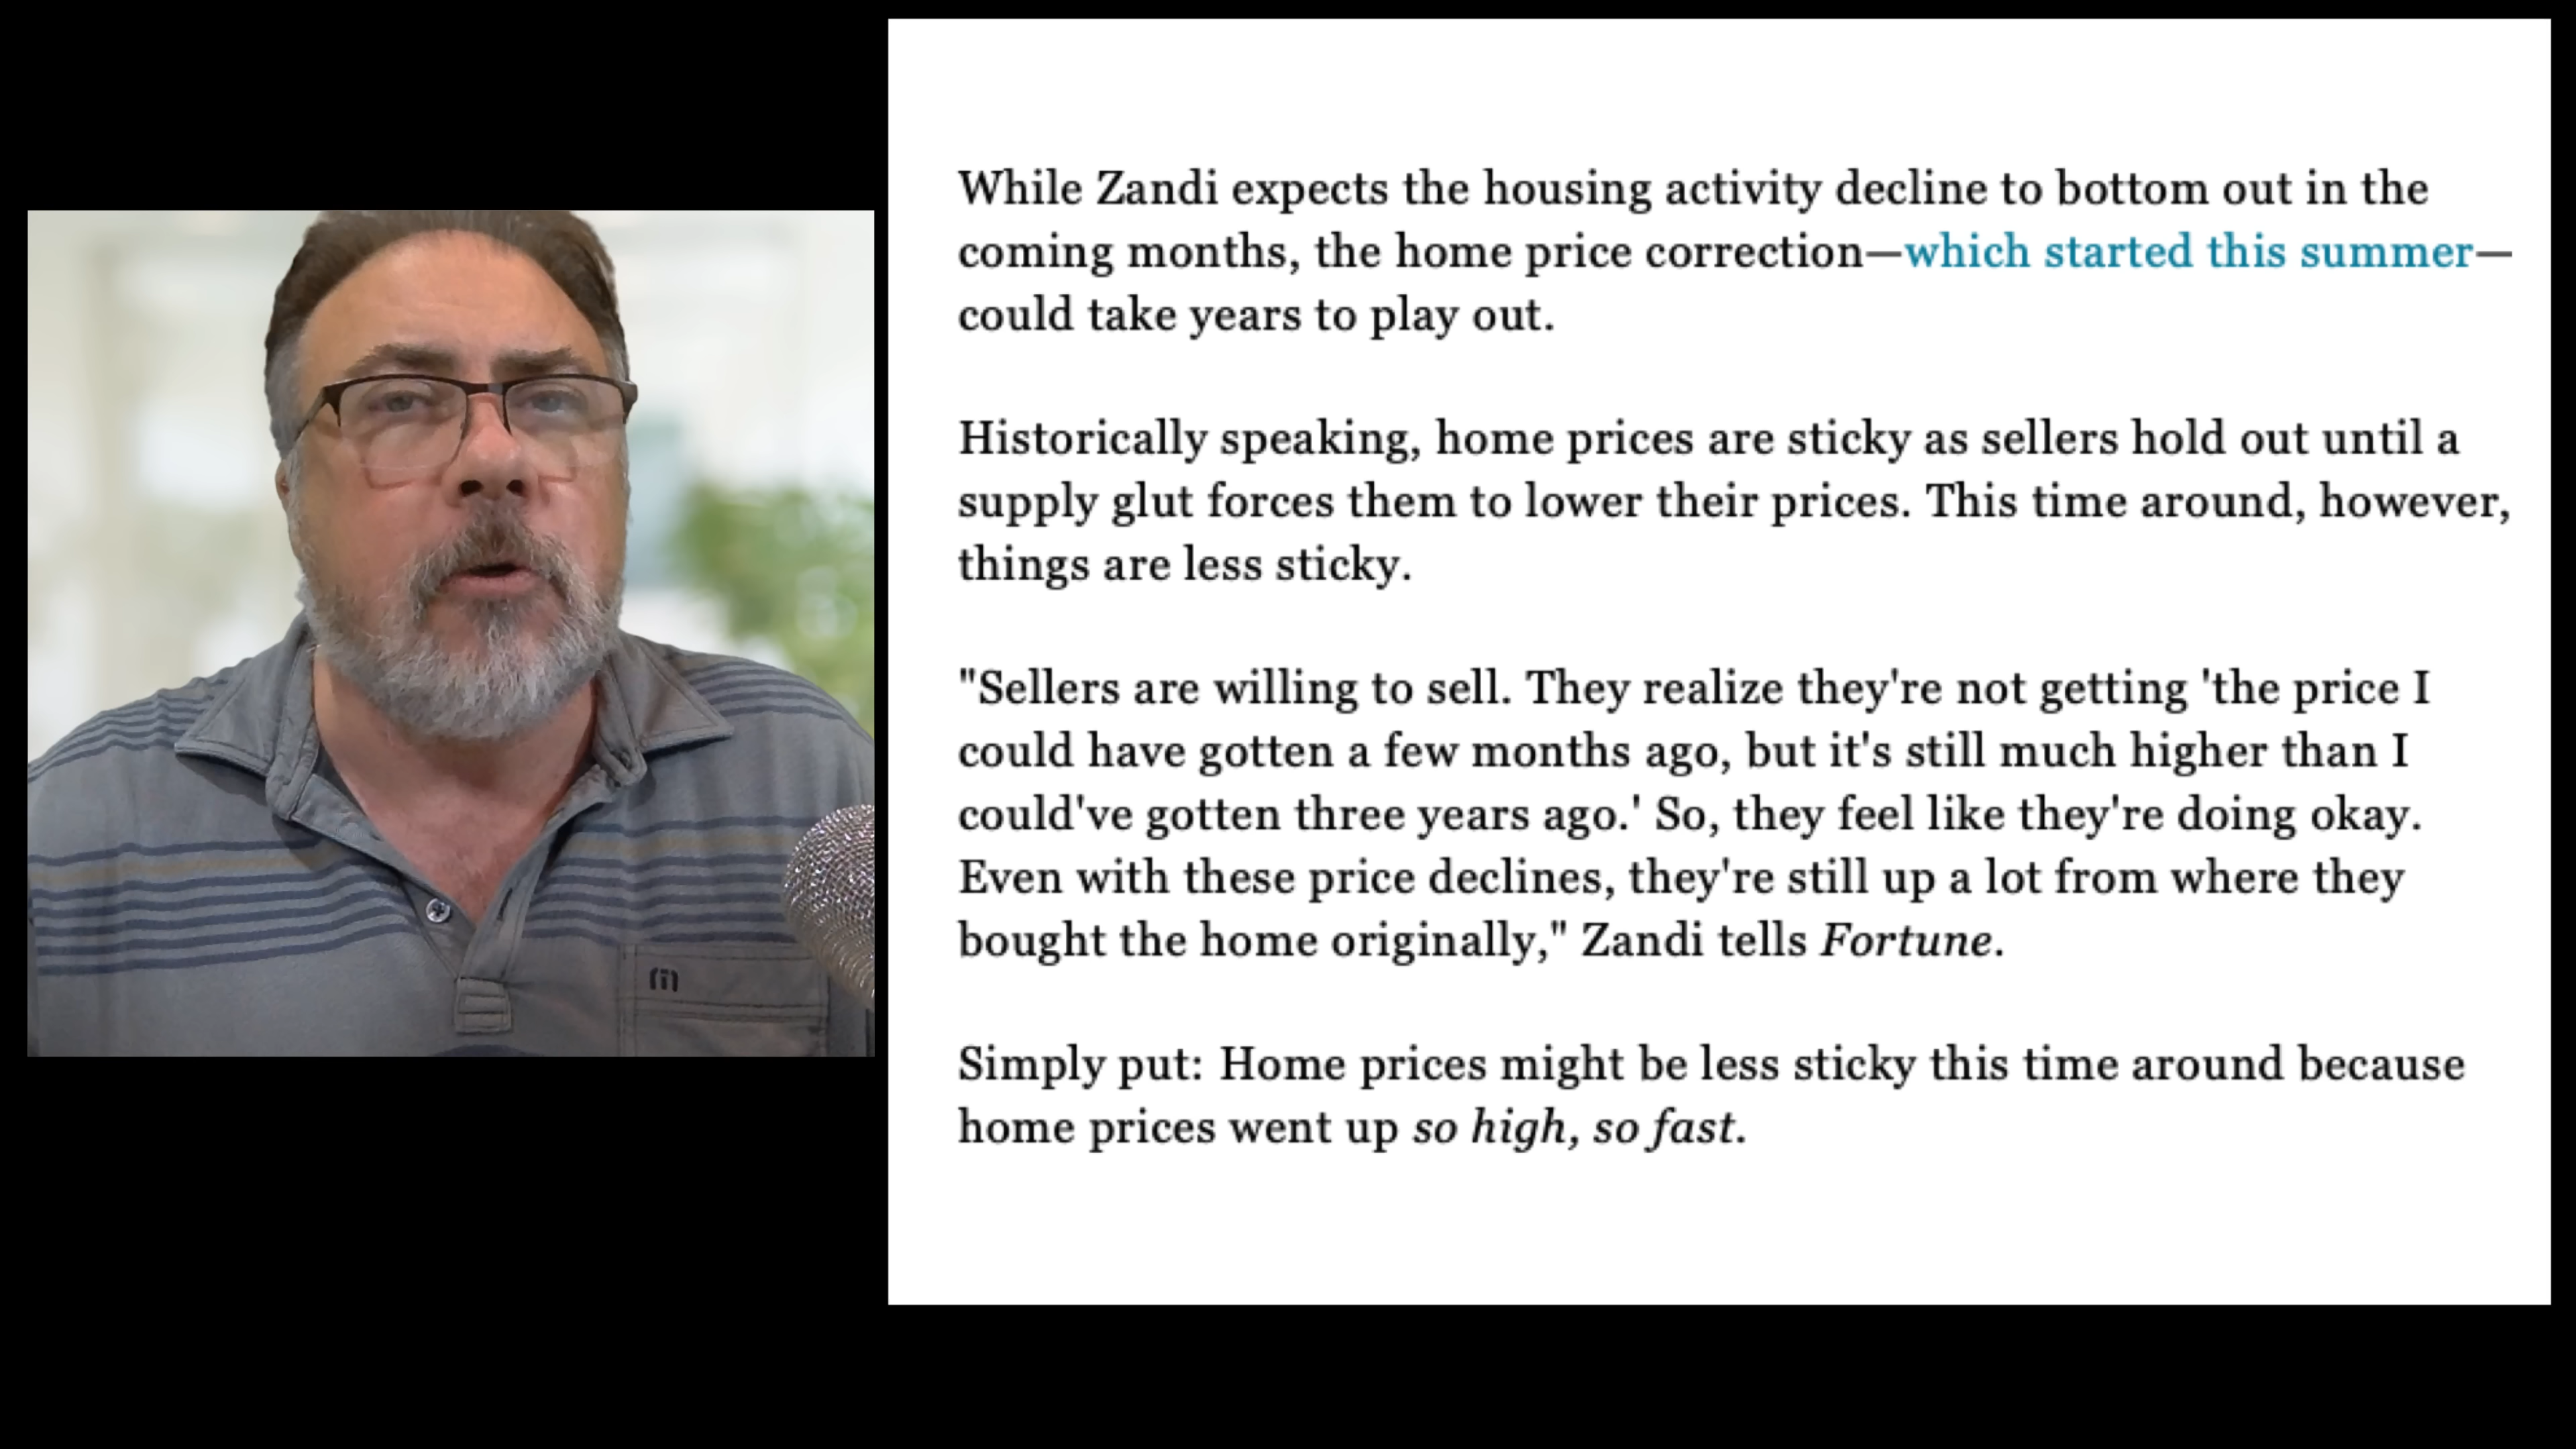 While Zandi expects the housing activity decline to bottom out in the
coming months, the home price correction—which started this summer—
could take years to play out.
Historically speaking, home prices are sticky as sellers hold out until a
supply glut forces them to lower their prices. This time around, however,
things are less sticky.
"Sellers are willing to sell. They realize they're not getting 'the price I
could have gotten a few months ago, but it's still much higher than I
could've gotten three years ago.' So, they feel like they're doing okay.
Even with these price declines, they're still up a lot from where they
bought the home originally," Zandi tells Fortune.
Simply put: Home prices might be less sticky this time around because
home prices went up so high, so fast.